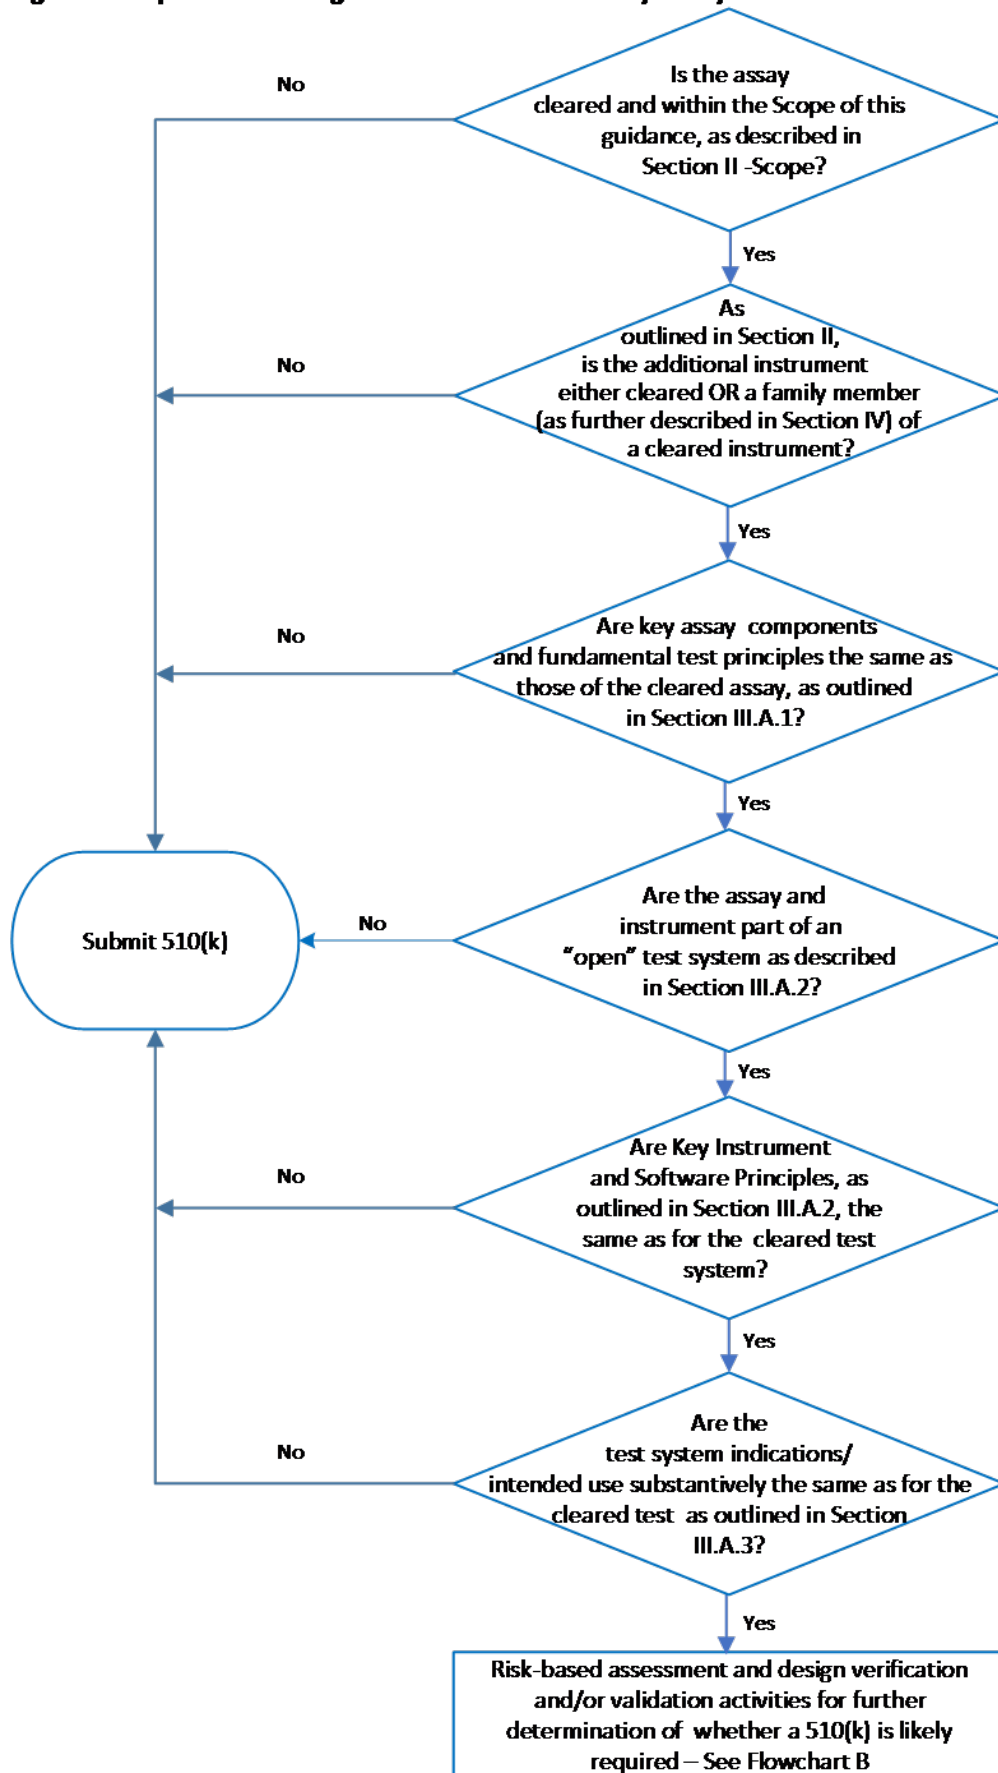 No
Is the assay
cleared and within the Scope of this
guidance, as described in
Section II -Scope?
Yes
As
outlined in Section II,
is the additional instrument
either cleared OR a family member
(as further described in Section IV) of
a cleared instrument?
No
Yes
Are key assay components
and fundamental test principles the same as
those of the cleared assay, as outlined
in Section III.A.1?
No
Yes
Are the assay and
instrument part of an
"open" test system as described
in Section III.A.2?
No
Submit 510(k)
Yes
Are Key Instrument
and Software Principles, as
outlined in Section III.A.2, the
same as for the cleared test
system?
No
Yes
Are the
test system indications/
intended use substantively the same as for the
cleared test as outlined in Section
III.A.3?
No
Yes
Risk-based assessment and design verification
and/or validation activities for further
determination of whether a 510(k) is likely
required – See Flowchart B